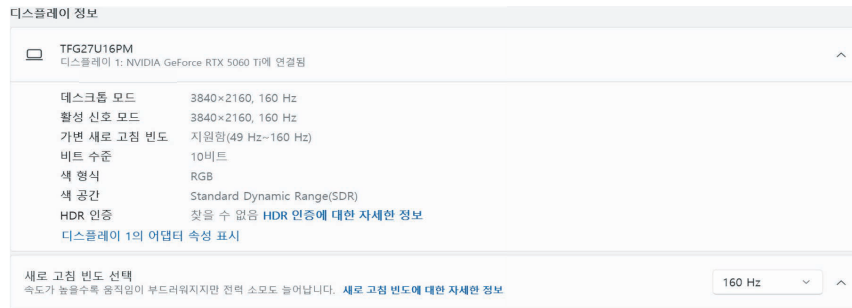 디스플레이 정보
TFG27U16PM
디스플레이 1: NVIDIA GeForce RTX 5060 Ti에 연결됨
데스크톱 모드 3840×2160, 160 Hz
활성 신호 모드 3840×2160, 160 Hz
가변 새로 고침 빈도 지원함(49 Hz~160 Hz)
비트 수준 10비트
색 형식 RGB
색 공간 Standard Dynamic Range(SDR)
HDR 인증 찾을 수 없음 HDR 인증에 대한 자세한 정보
디스플레이 1의 어댑터 속성 표시
새로 고침 빈도 선택 160 Hz
속도가 높을수록 움직임이 부드러워지지만 전력 소모도 늘어납니다. 새로 고침 빈도에 대한 자세한 정보